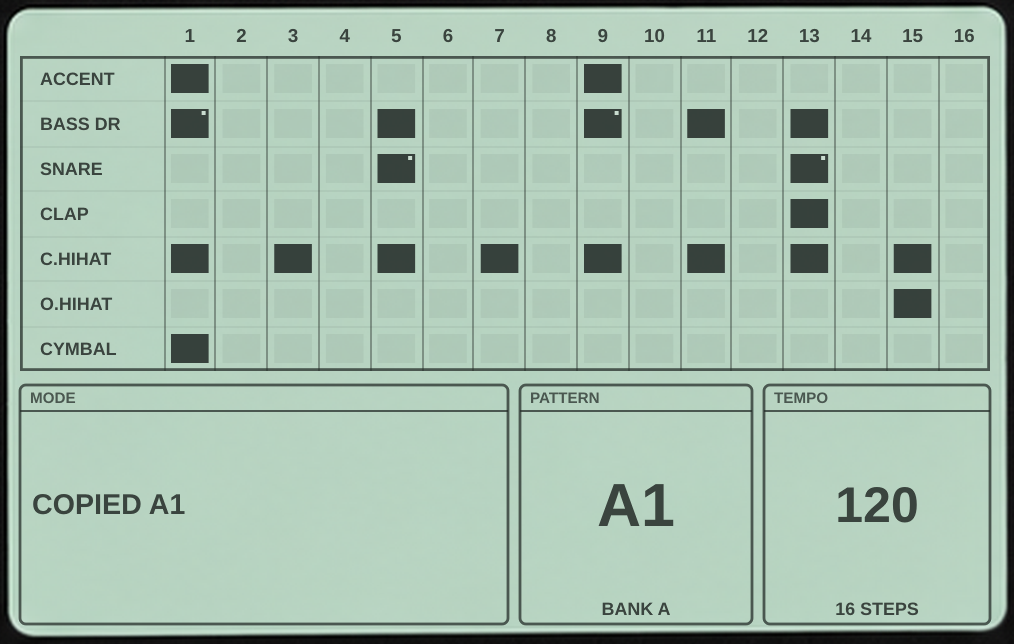 1 2 3 4 5 6 7 8 9 10 11 12 13 14 15 16
ACCENT
BASS DR
SNARE
CLAP
C.HIHAT
O.HIHAT
CYMBAL
MODE
COPIED A1
PATTERN
A1
BANK A
TEMPO
120
16 STEPS